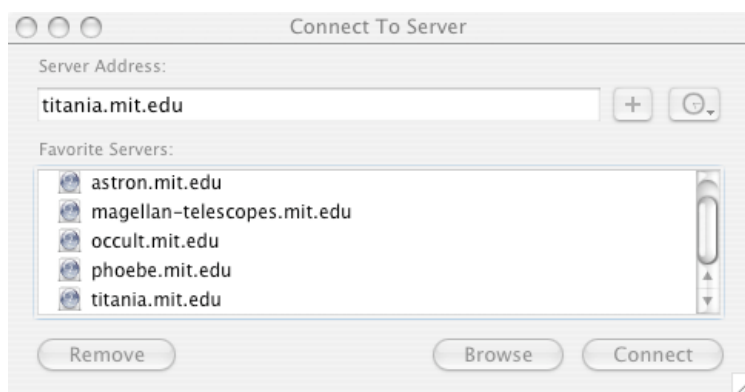 Connect To Server
Server Address:
titania.mit.edu
Favorite Servers:
astron.mit.edu
magellan-telescopes.mit.edu
occult.mit.edu
phoebe.mit.edu
titania.mit.edu
Remove Browse Connect